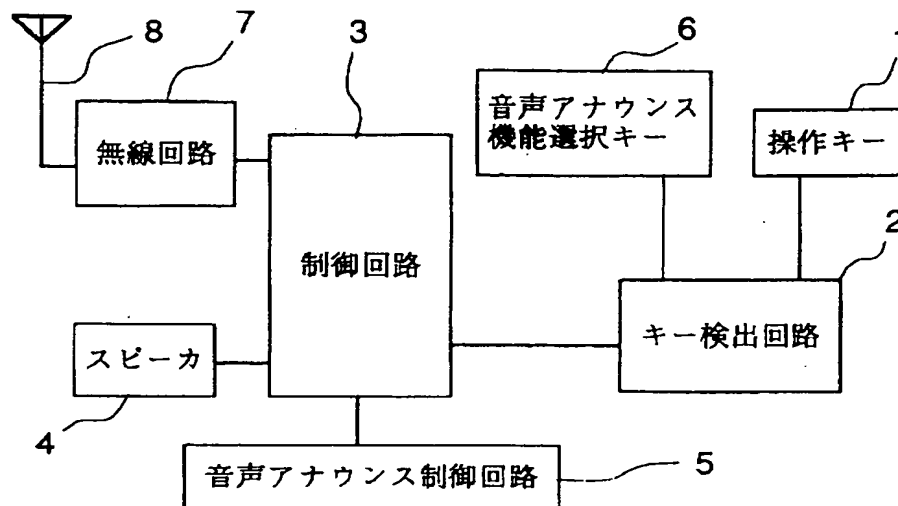 8
7
3
6
無線回路
音声アナウンス
機能選択キー
操作キー
制御回路
2
キー検出回路
スピーカ
4
音声アナウンス制御回路
5